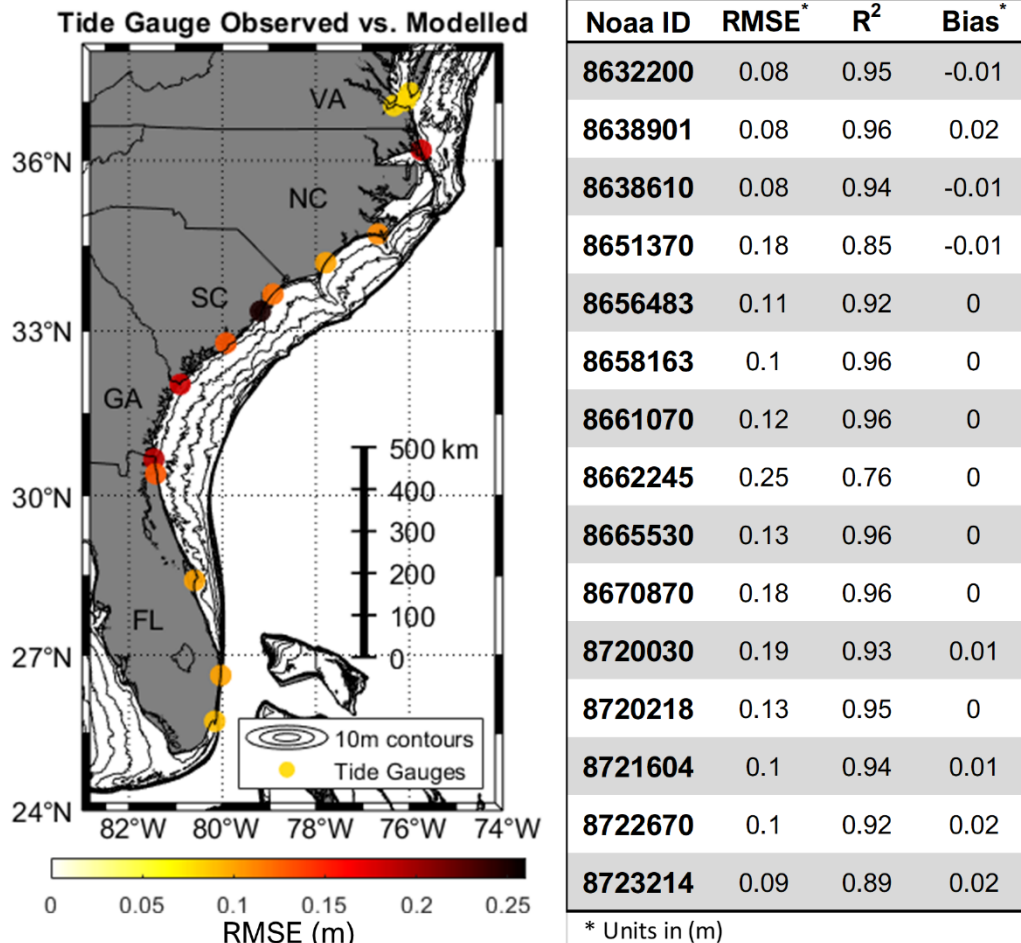 Tide Gauge Observed vs. Modelled
VA
36°N
NC
SC
33°N
GA
500 km
400
30°N
300
200
FL
100
27°N
0
10m contours
Tide Gauges
24°N
82°W 80°W 78°W 76°W 74°W
0 0.05 0.1 0.15 0.2 0.25
RMSE (m)
Noaa ID RMSE* R² Bias*
8632200 0.08 0.95 -0.01
8638901 0.08 0.96 0.02
8638610 0.08 0.94 -0.01
8651370 0.18 0.85 -0.01
8656483 0.11 0.92 0
8658163 0.1 0.96 0
8661070 0.12 0.96 0
8662245 0.25 0.76 0
8665530 0.13 0.96 0
8670870 0.18 0.96 0
8720030 0.19 0.93 0.01
8720218 0.13 0.95 0
8721604 0.1 0.94 0.01
8722670 0.1 0.92 0.02
8723214 0.09 0.89 0.02
* Units in (m)